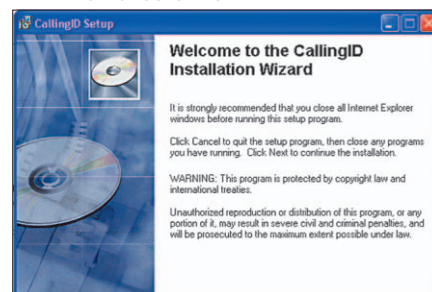 CallingID Setup
Welcome to the CallingID
Installation Wizard
It is strongly recommended that you close all Internet Explorer
windows before running this setup program.
Click Cancel to quit the setup program, then close any programs
you have running. Click Next to continue the installation.
WARNING: This program is protected by copyright law and
international treaties.
Unauthorized reproduction or distribution of this program, or any
portion of it, may result in severe civil and criminal penalties, and
will be prosecuted to the maximum extent possible under law.